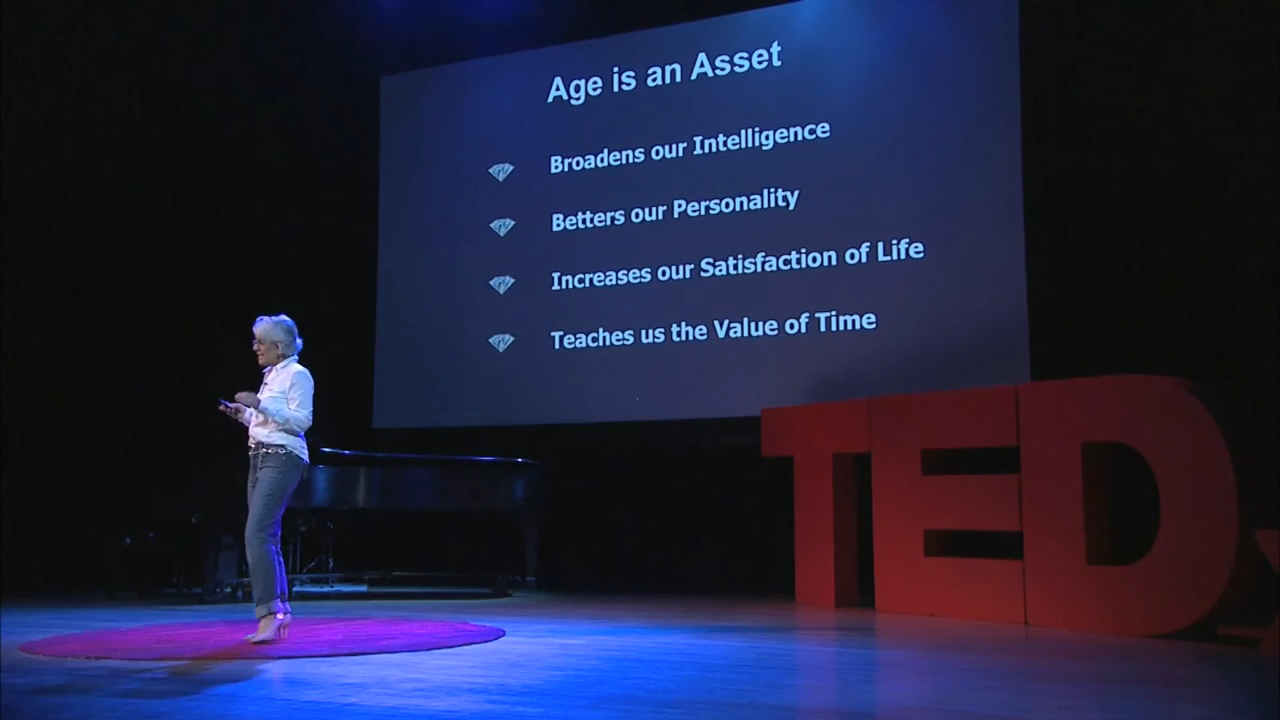 Age is an Asset
Broadens our Intelligence
Betters our Personality
Increases our Satisfaction of Life
Teaches us the Value of Time
TEDx